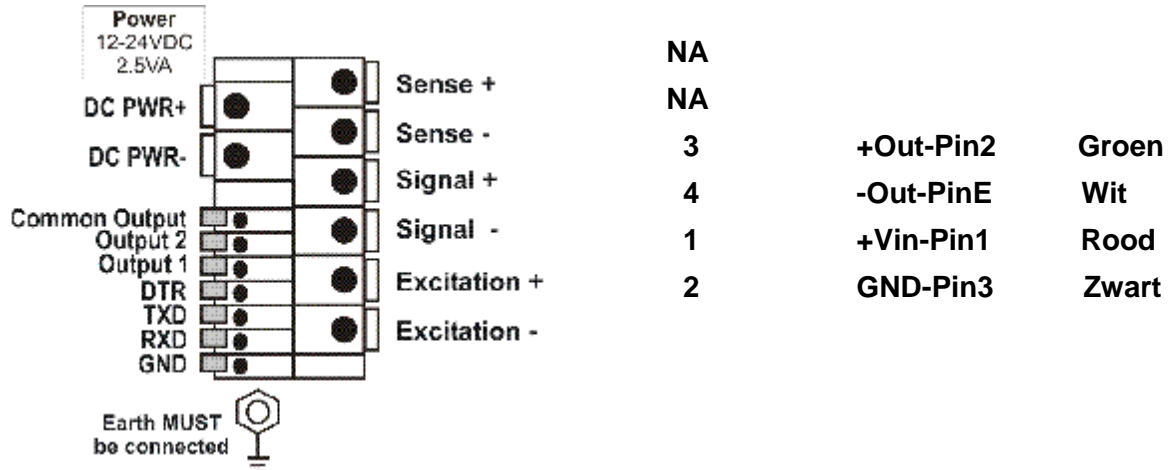 Power
12-24VDC
2.5VA
DC PWR+
DC PWR-
Common Output
Output 2
Output 1
DTR
TXD
RXD
GND
Earth MUST
be connected
Sense +
Sense -
Signal +
Signal -
Excitation +
Excitation -
NA
NA
3 +Out-Pin2 Groen
4 -Out-PinE Wit
1 +Vin-Pin1 Rood
2 GND-Pin3 Zwart